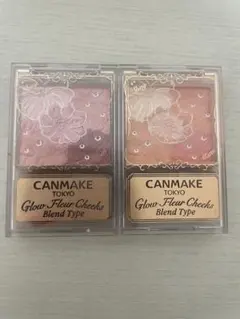 CANMAKE
TOKYO
Glow Fleur Cheeks
Blend Type
CANMAKE
TOKYO
Glow Fleur Cheeks
Blend Type